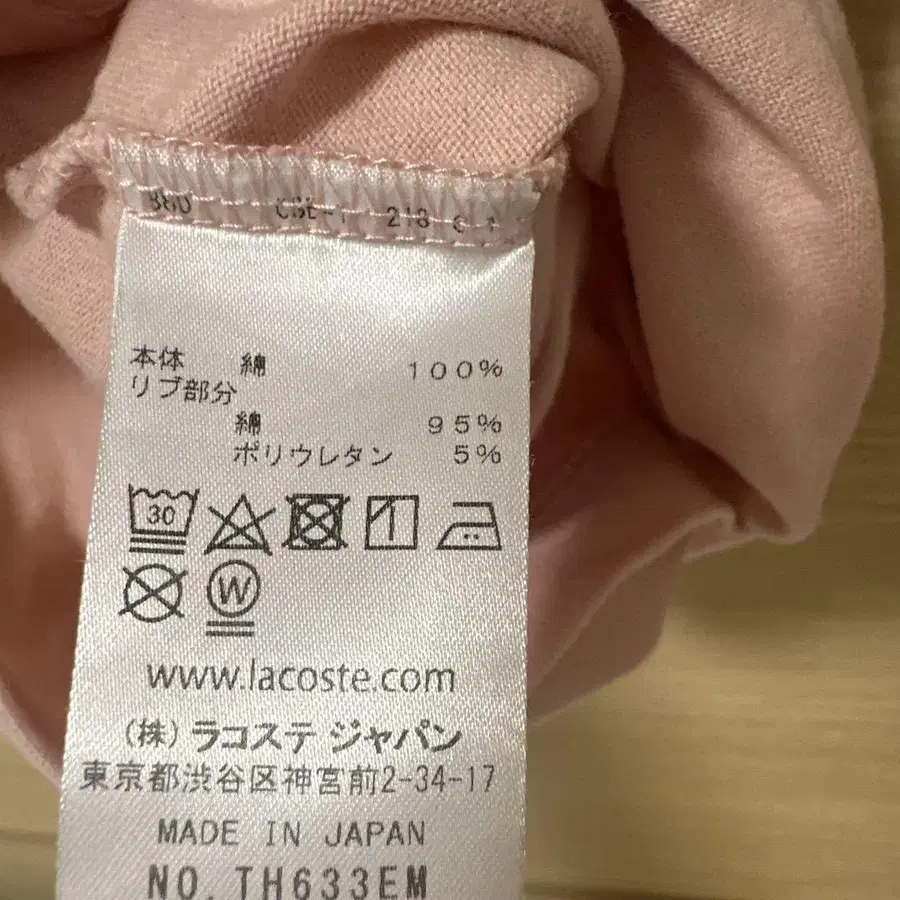 本体 綿 100%
リブ部分
綿 95%
ポリウレタン 5%
30
W
www.lacoste.com
(株) ラコステ ジャパン
東京都渋谷区神宮前2-34-17
MADE IN JAPAN
NO.TH633EM